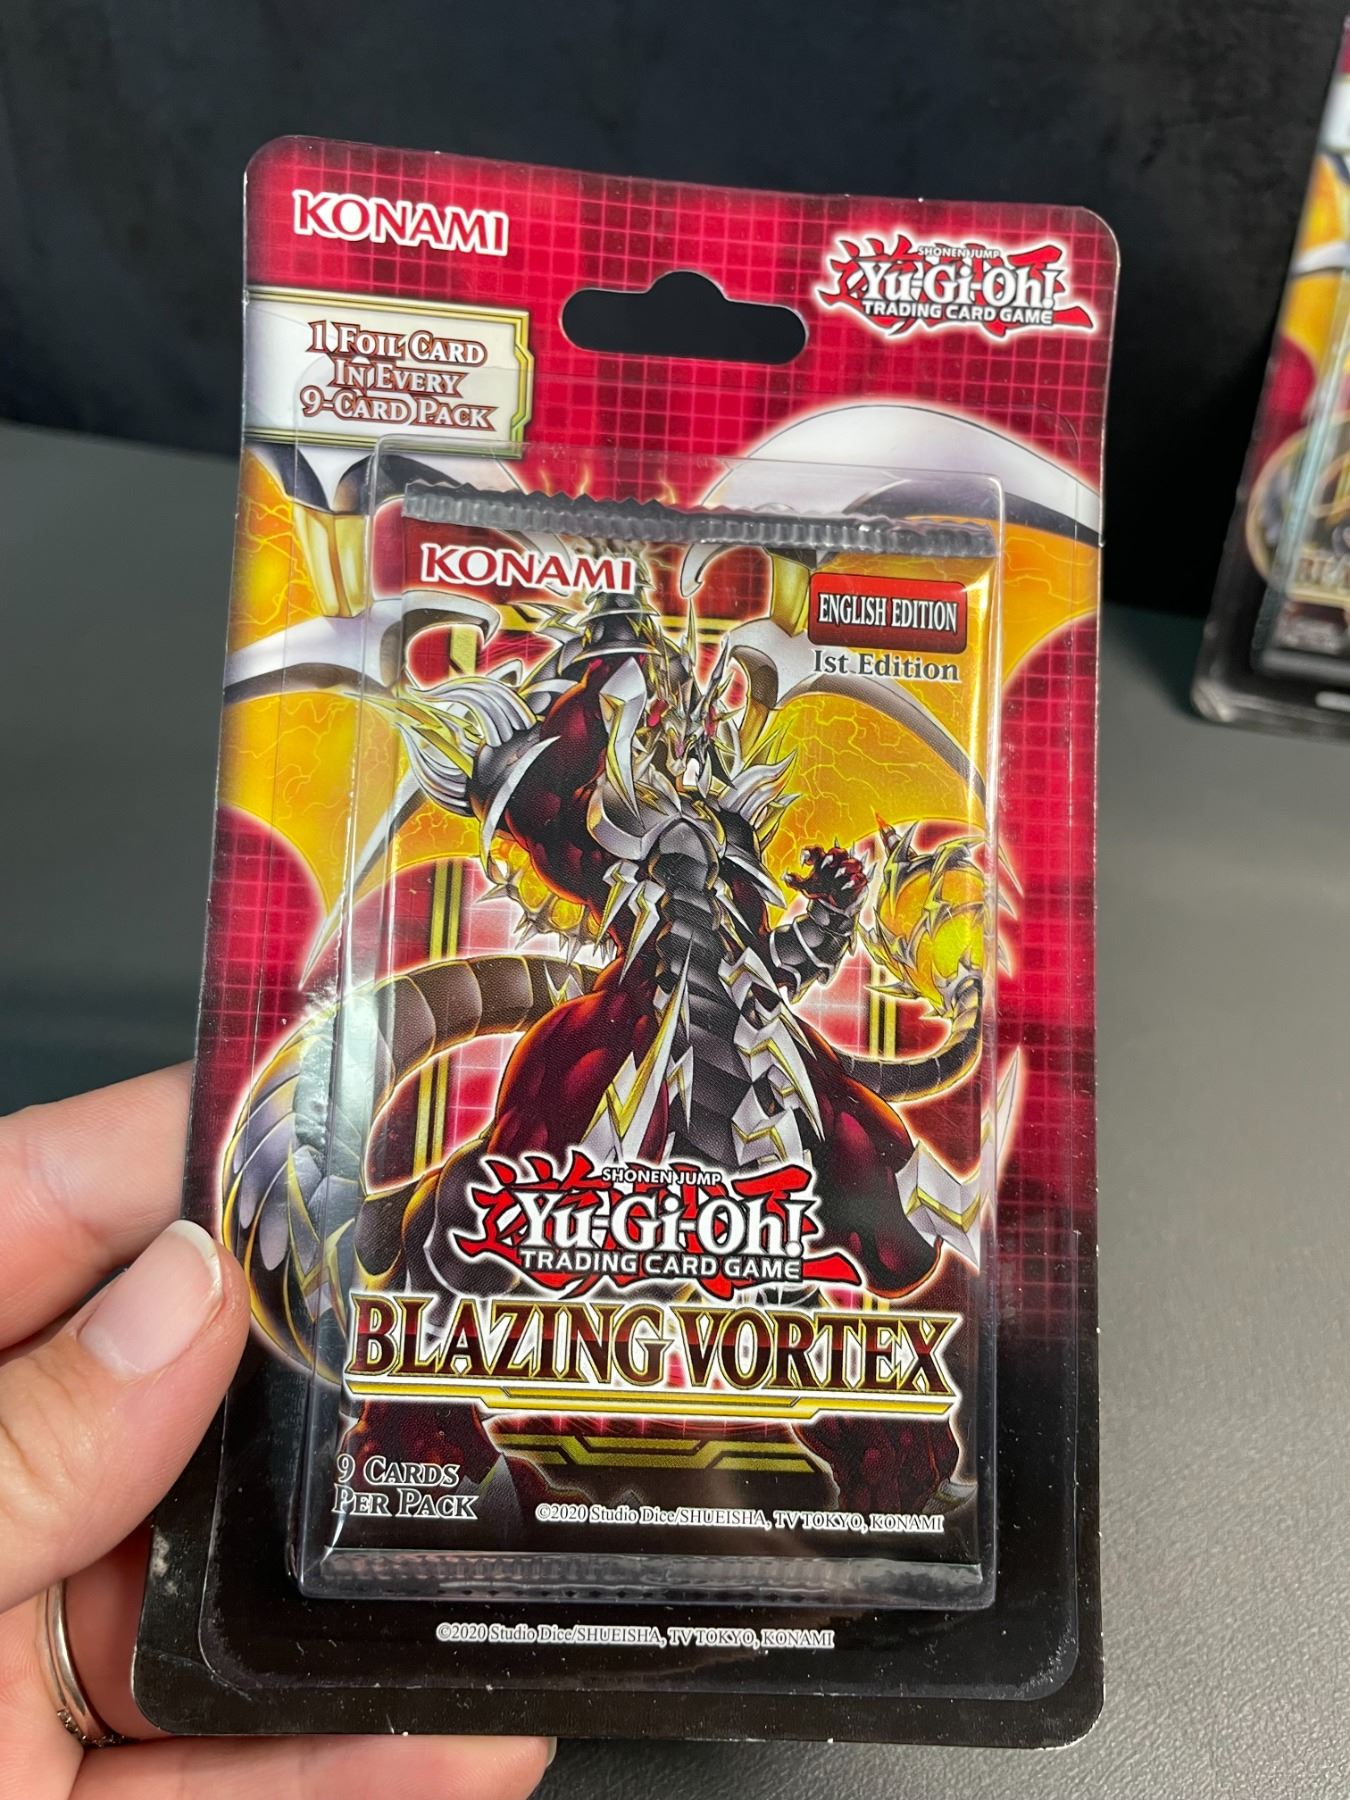 KONAMI
SHONEN JUMP
Yu-Gi-Oh!
TRADING CARD GAME
1 FOIL CARD
IN EVERY
9-CARD PACK
KONAMI
ENGLISH EDITION
1st Edition
SHONEN JUMP
Yu-Gi-Oh!
TRADING CARD GAME
BLAZING VORTEX
9 CARDS
PER PACK
©2020 Studio Dice/SHUEISHA, TV TOKYO, KONAMI
©2020 Studio Dice/SHUEISHA, TV TOKYO, KONAMI